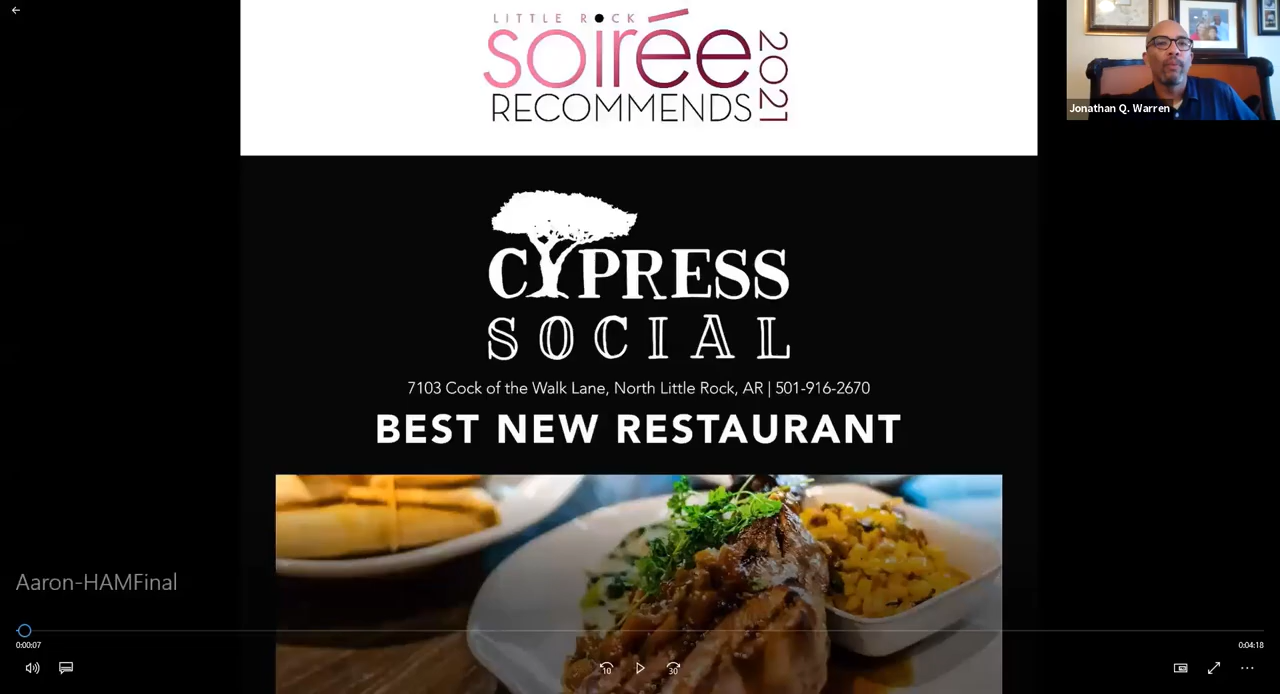 LITTLE ROCK
soirée
2021
RECOMMENDS
Jonathan Q. Warren
CYPRESS
SOCIAL
7103 Cock of the Walk Lane, North Little Rock, AR | 501-916-2670
BEST NEW RESTAURANT
Aaron-HAMFinal
0:00:07
0:04:18
10
30